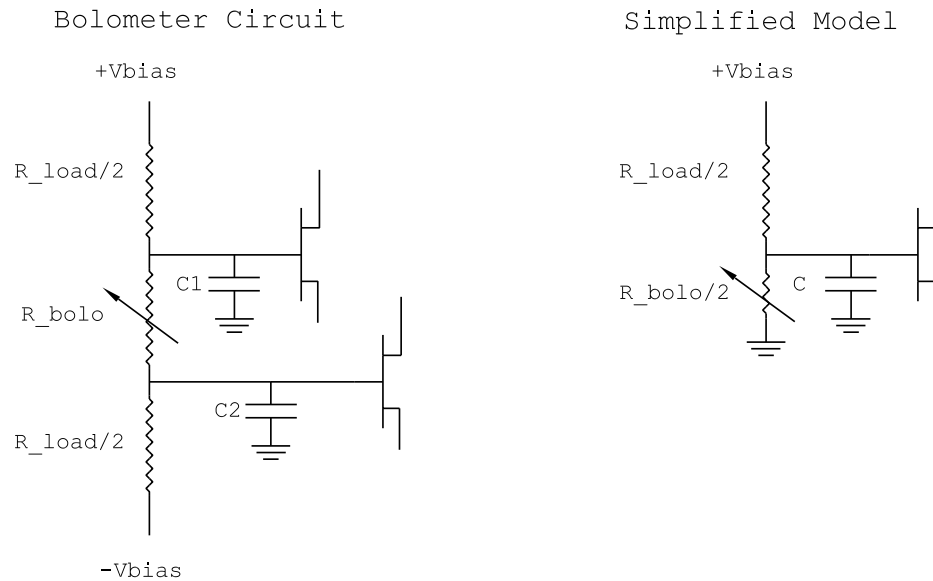 Bolometer Circuit
+Vbias
R_load/2
C1
R_bolo
C2
R_load/2
-Vbias
Simplified Model
+Vbias
R_load/2
R_bolo/2
C